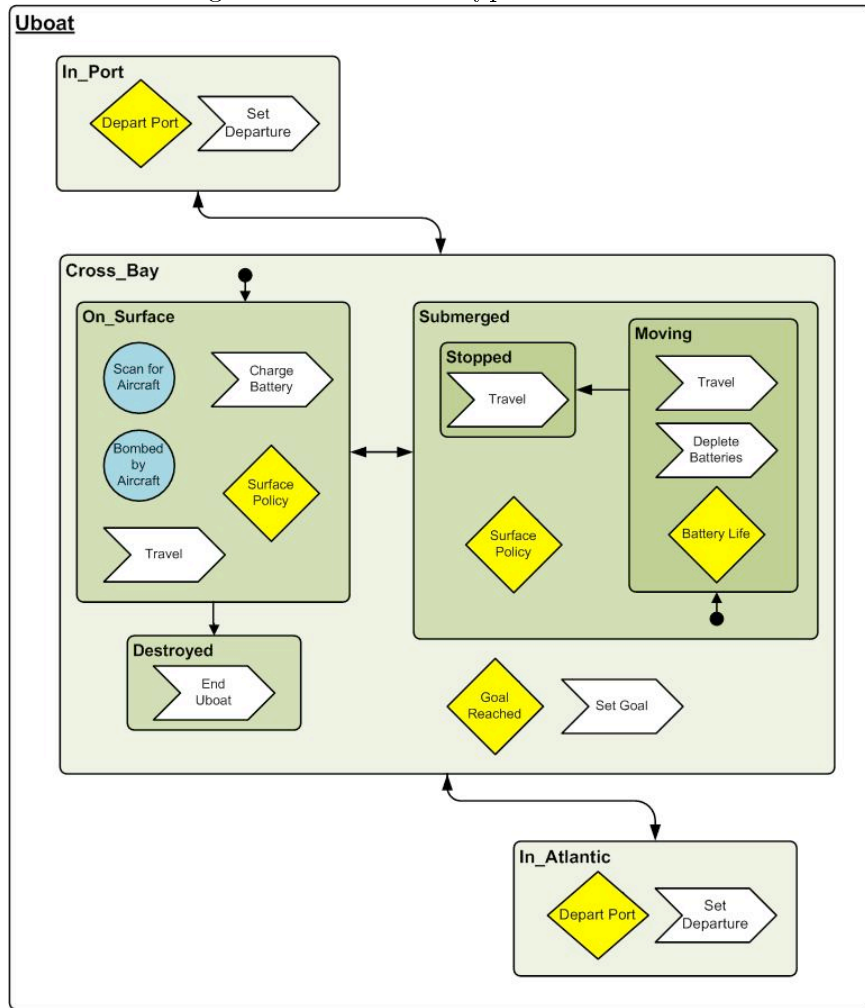 Uboat
In_Port
Depart Port
Set
Departure
Cross_Bay
On_Surface
Scan for
Aircraft
Charge
Battery
Bombed
by
Aircraft
Surface
Policy
Travel
Submerged
Stopped
Travel
Moving
Travel
Deplete
Batteries
Battery Life
Surface
Policy
Destroyed
End
Uboat
Goal
Reached
Set Goal
In_Atlantic
Depart Port
Set
Departure